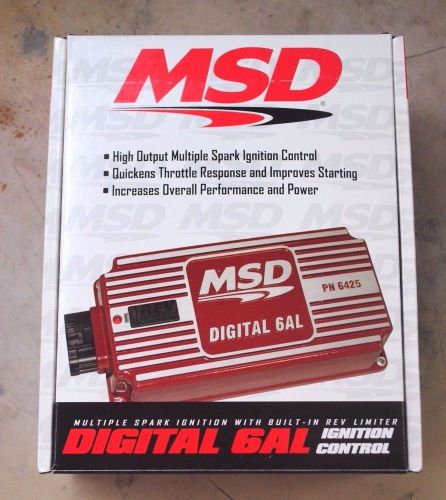 MSD
®
• High Output Multiple Spark Ignition Control
• Quickens Throttle Response and Improves Starting
• Increases Overall Performance and Power
MSD
PN 6425
DIGITAL 6AL
MULTIPLE SPARK IGNITION WITH BUILT-IN REV LIMITER
DIGITAL 6AL IGNITION CONTROL